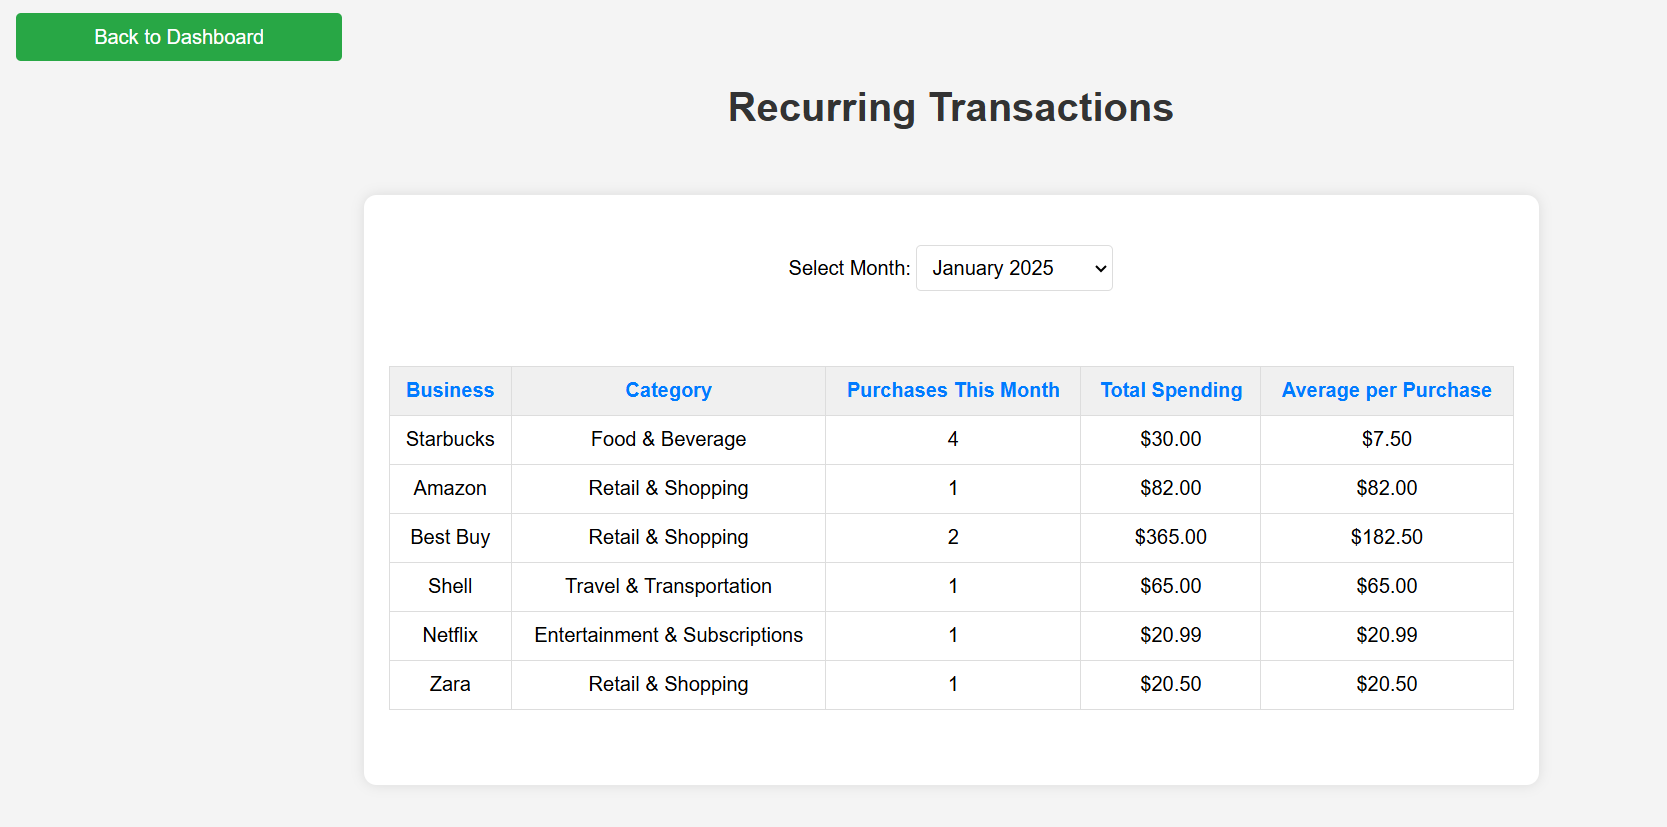 Back to Dashboard
Recurring Transactions
Select Month: January 2025
Business Category Purchases This Month Total Spending Average per Purchase
Starbucks Food & Beverage 4 $30.00 $7.50
Amazon Retail & Shopping 1 $82.00 $82.00
Best Buy Retail & Shopping 2 $365.00 $182.50
Shell Travel & Transportation 1 $65.00 $65.00
Netflix Entertainment & Subscriptions 1 $20.99 $20.99
Zara Retail & Shopping 1 $20.50 $20.50